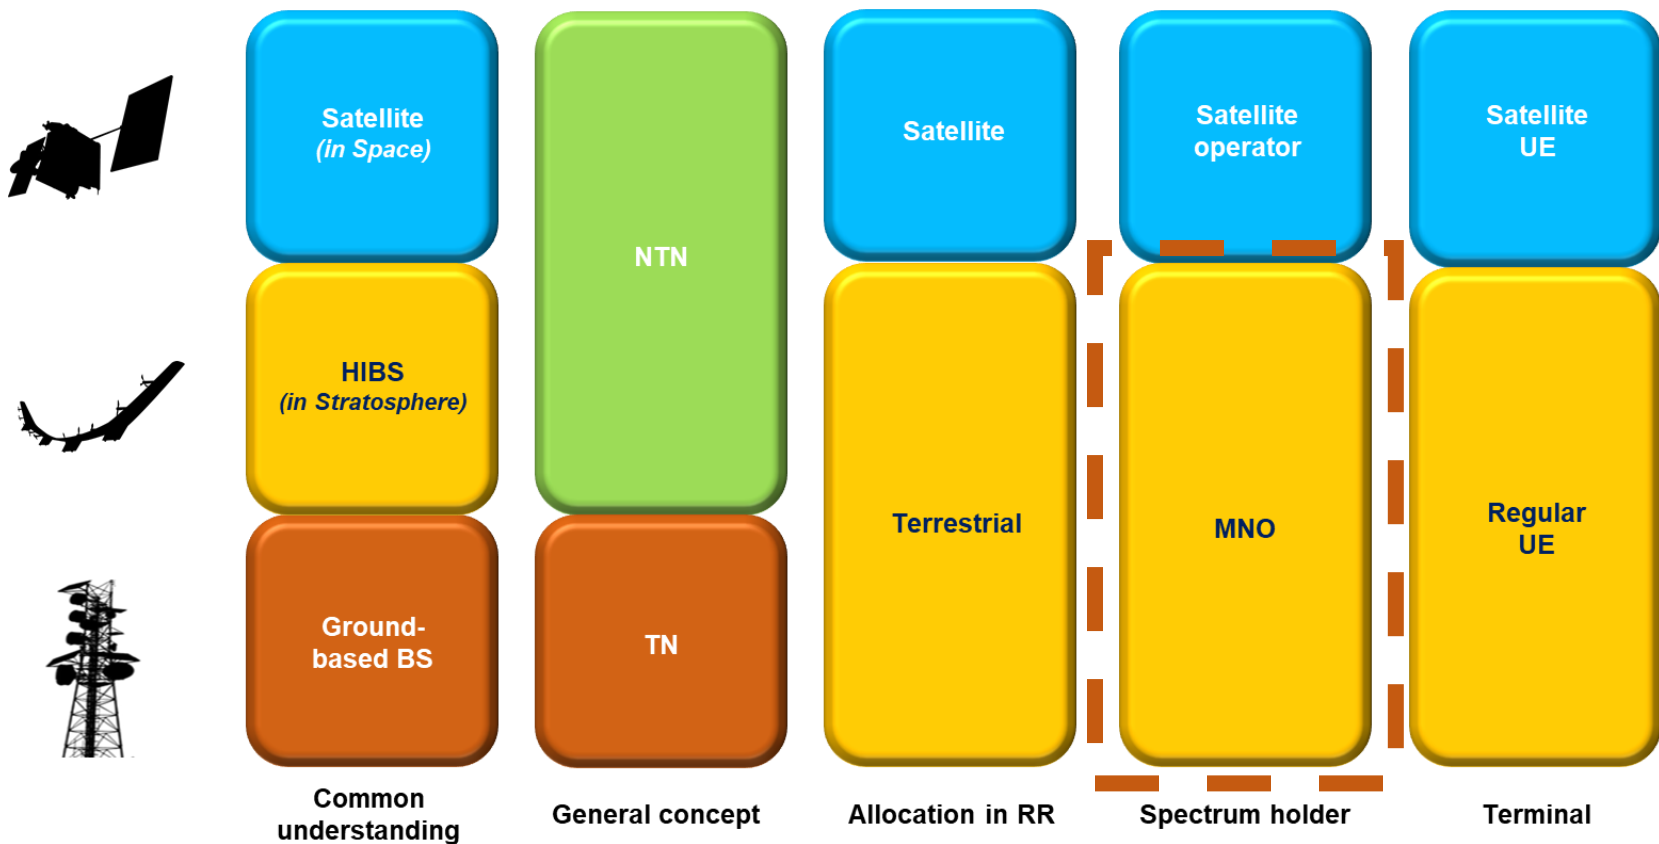 Satellite
(in Space)
HIBS
(in Stratosphere)
Ground-
based BS
Common
understanding
NTN
TN
General concept
Satellite
Terrestrial
Allocation in RR
Satellite
operator
MNO
Spectrum holder
Satellite
UE
Regular
UE
Terminal